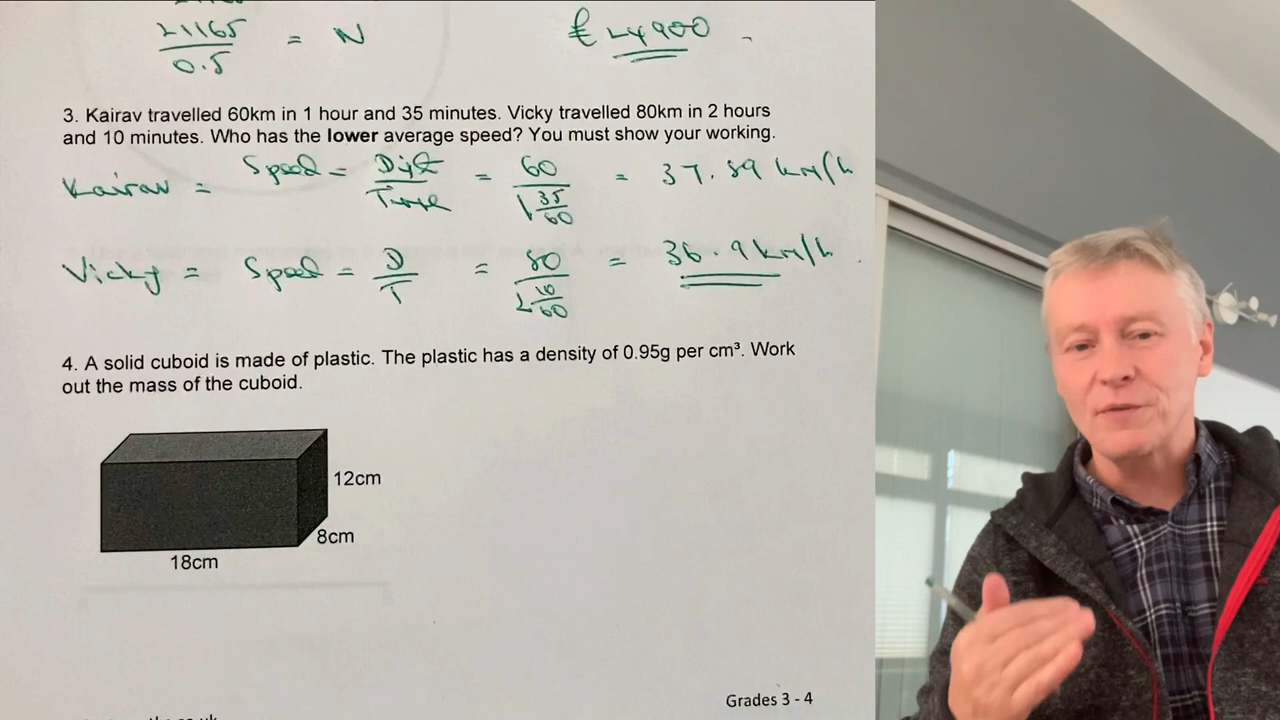 21165
0.5 = N
€24900
3. Kairav travelled 60km in 1 hour and 35 minutes. Vicky travelled 80km in 2 hours
and 10 minutes. Who has the lower average speed? You must show your working.
Kairav = Speed = Dist/Time = 60/1 35/60 = 37.89 km/h
Vicky = Speed = D/T = 80/2 10/60 = 36.9 km/h
4. A solid cuboid is made of plastic. The plastic has a density of 0.95g per cm³. Work
out the mass of the cuboid.
12cm
8cm
18cm
Grades 3 - 4